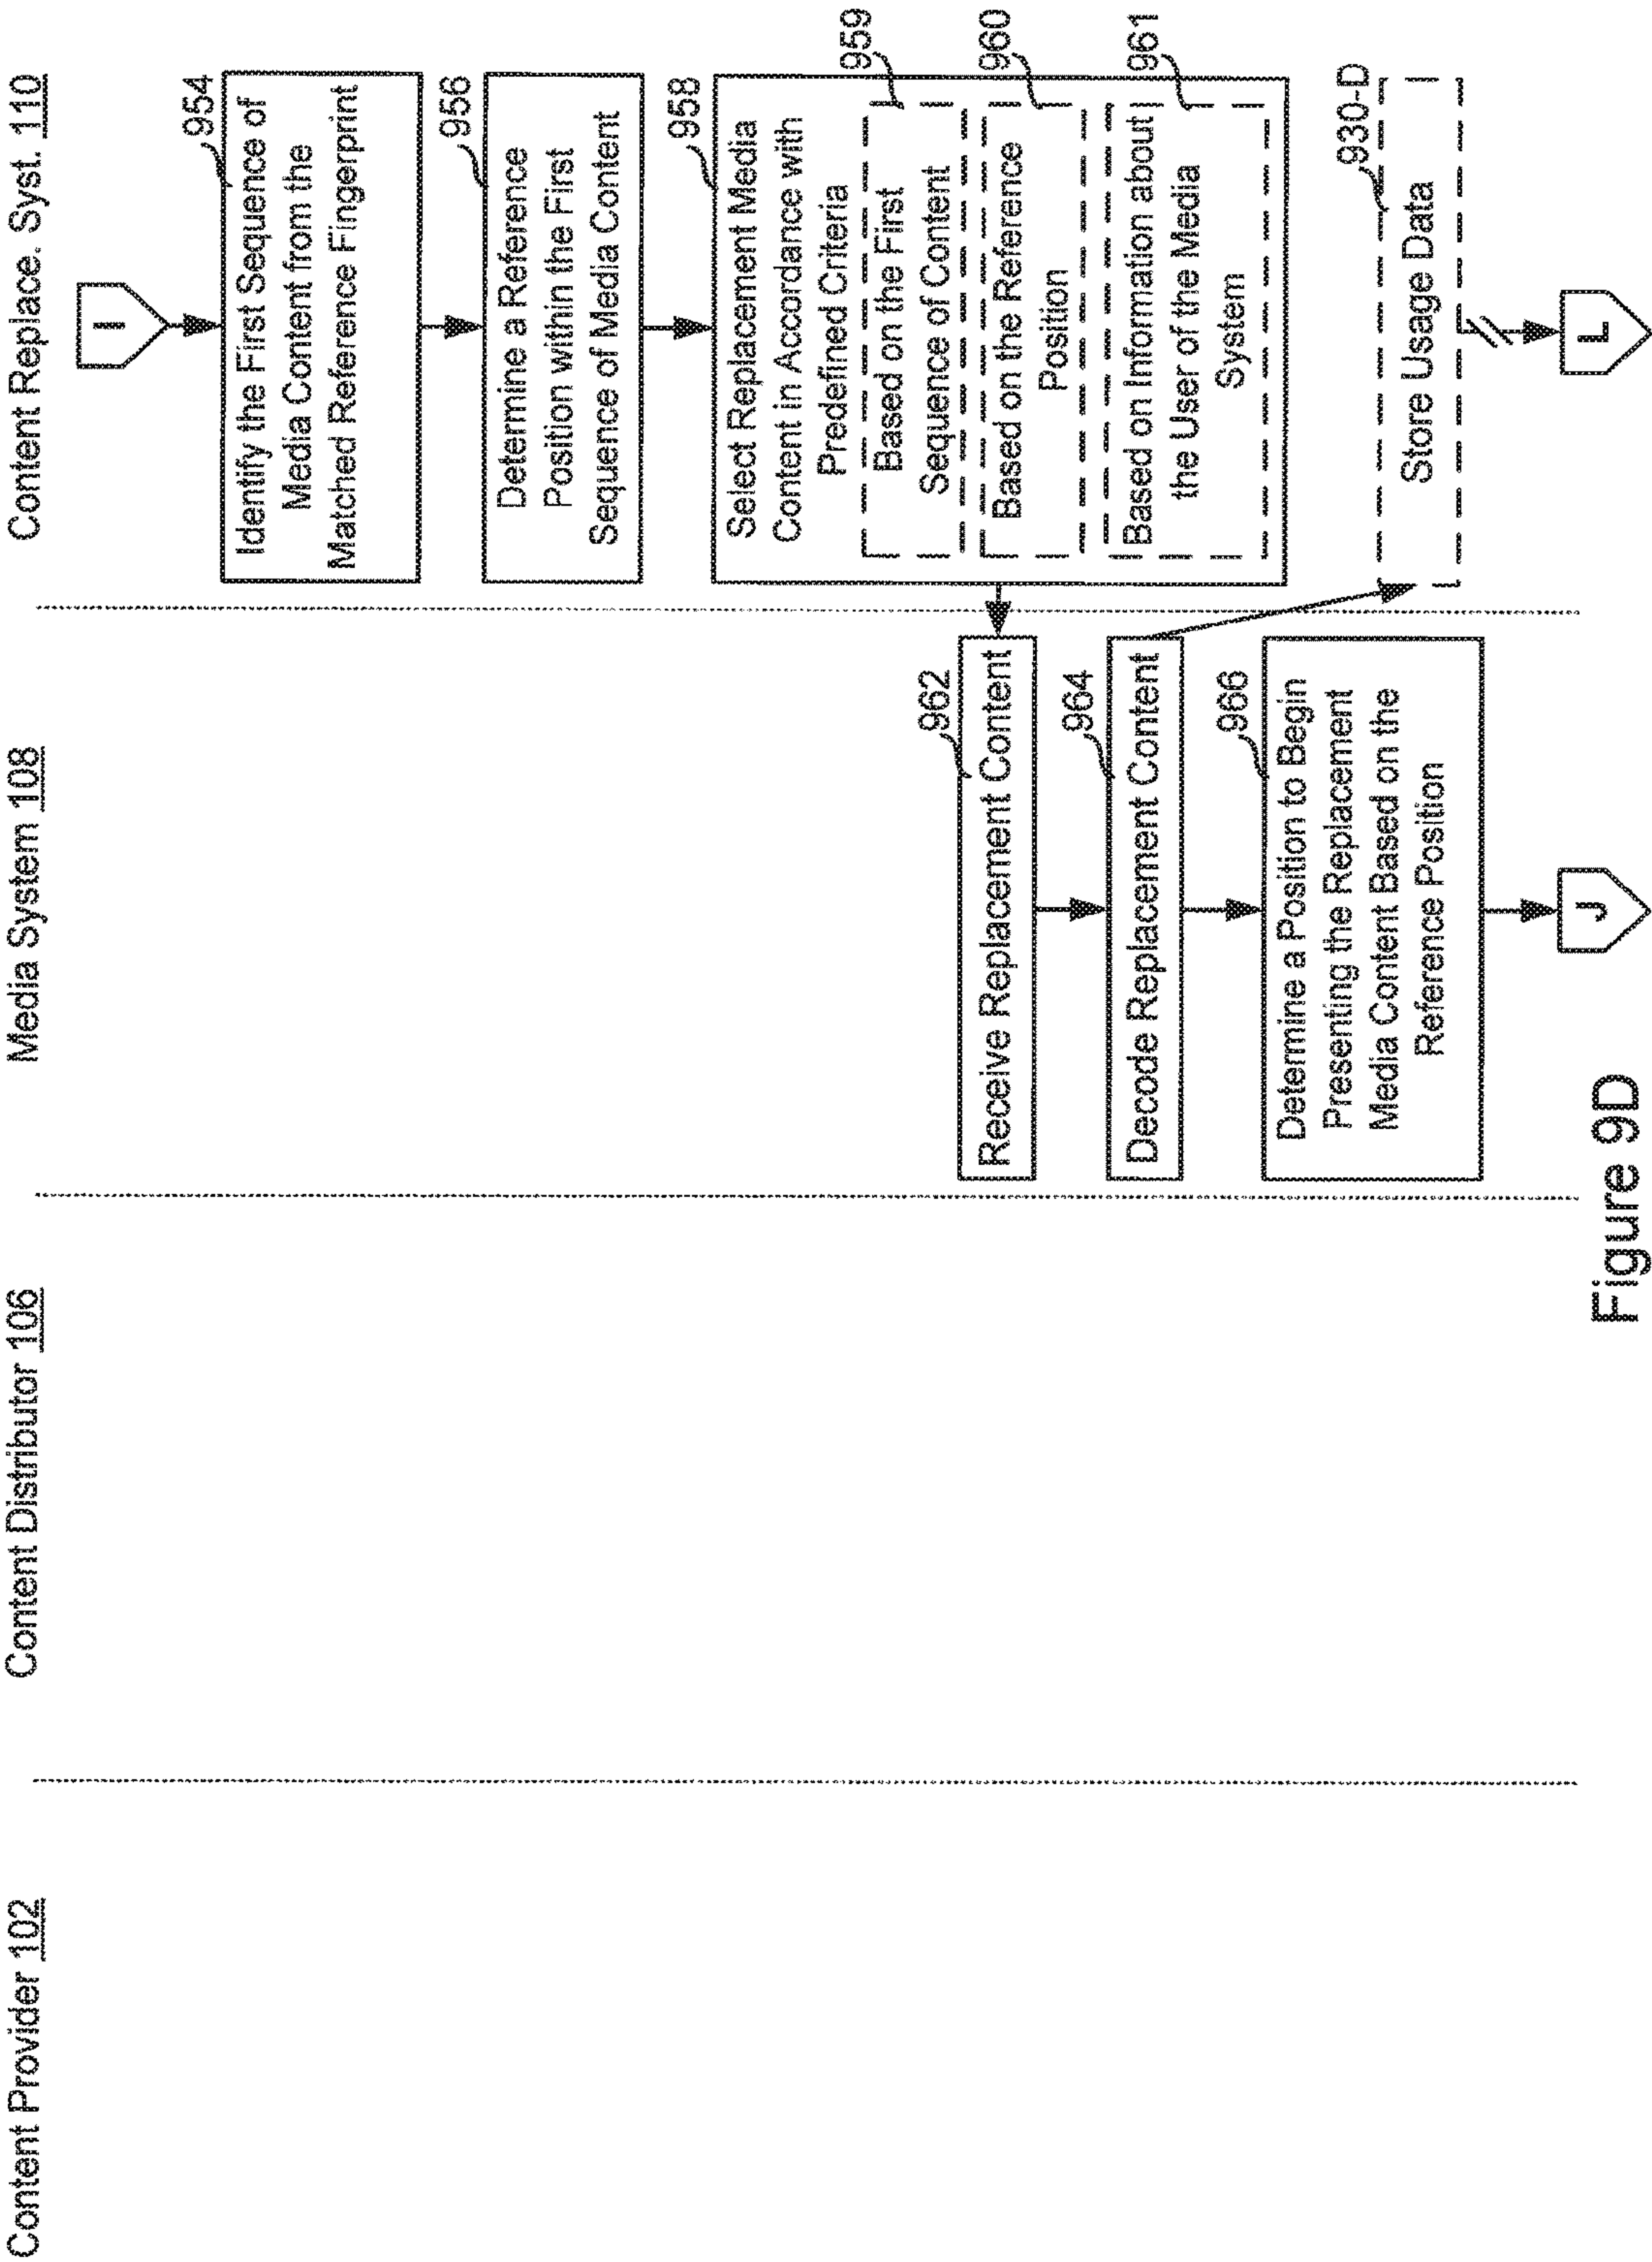 Content Provider 102
Content Distributor 106
Media System 108
Content Replace. Syst. 110
I
954
Identify the First Sequence of
Media Content from the
Matched Reference Fingerprint
956
Determine a Reference
Position within the First
Sequence of Media Content
958
Select Replacement Media
Content in Accordance with
Predefined Criteria
959
Based on the First
Sequence of Content
960
Based on the Reference
Position
961
Based on Information about
the User of the Media
System
962
Receive Replacement Content
964
Decode Replacement Content
930-D
Store Usage Data
966
Determine a Position to Begin
Presenting the Replacement
Media Content Based on the
Reference Position
J
L
Figure 9D